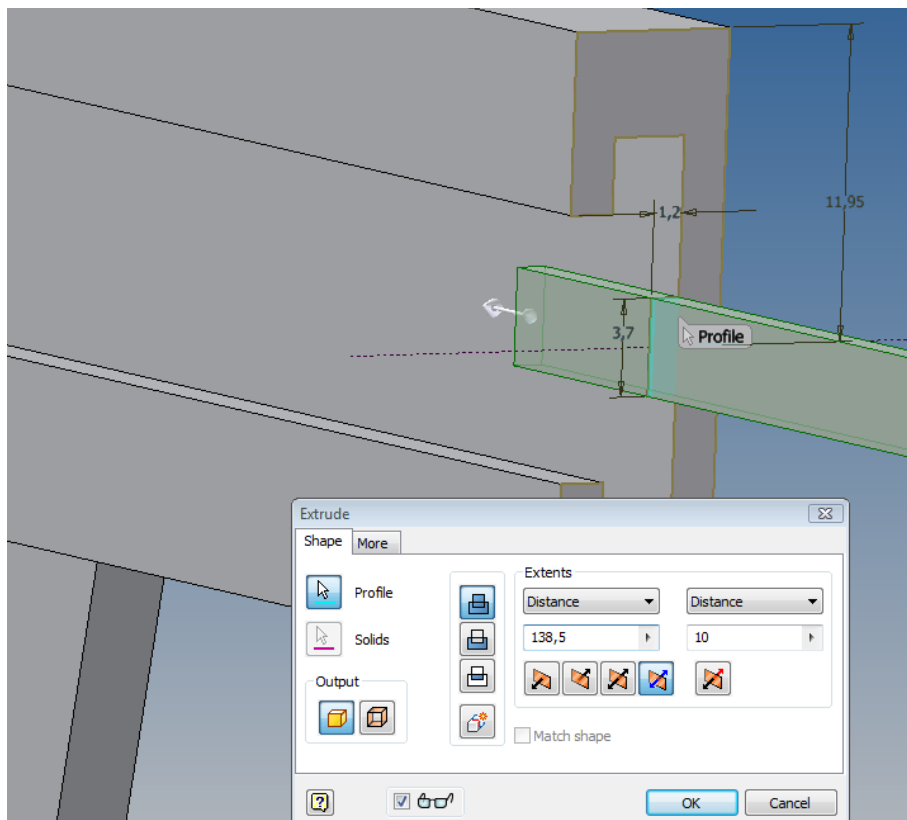 11,95
1,2
3,7
Profile
Extrude
Shape More
Profile
Solids
Output
Extents
Distance Distance
138,5 10
Match shape
?
OK Cancel